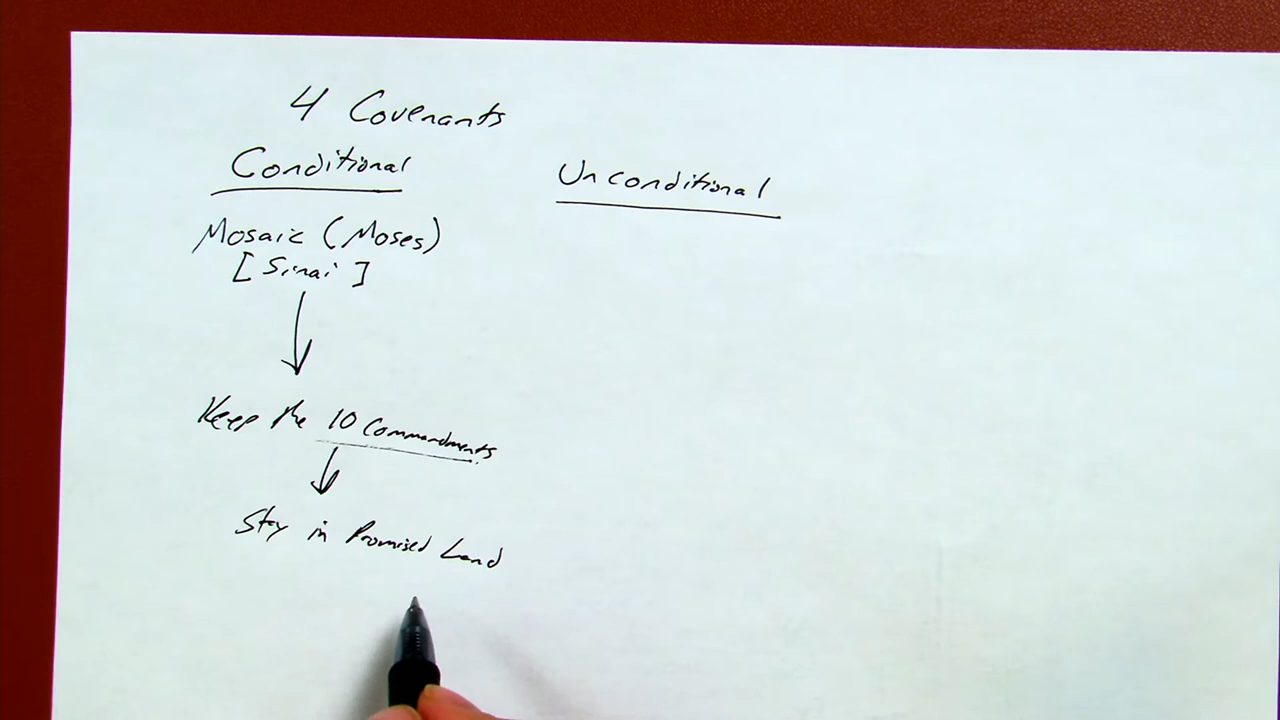 4 Covenants
Conditional
Unconditional
Mosaic (Moses)
[Sinai]
Keep the 10 Commandments
Stay in Promised Land